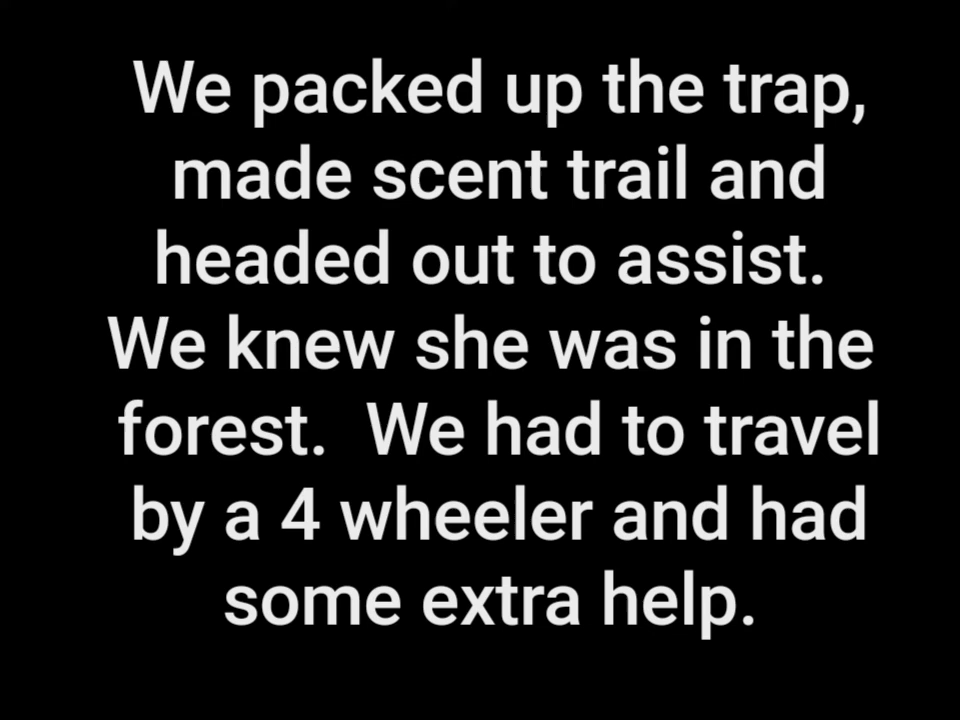 We packed up the trap,
made scent trail and
headed out to assist.
We knew she was in the
forest.  We had to travel
by a 4 wheeler and had
some extra help.